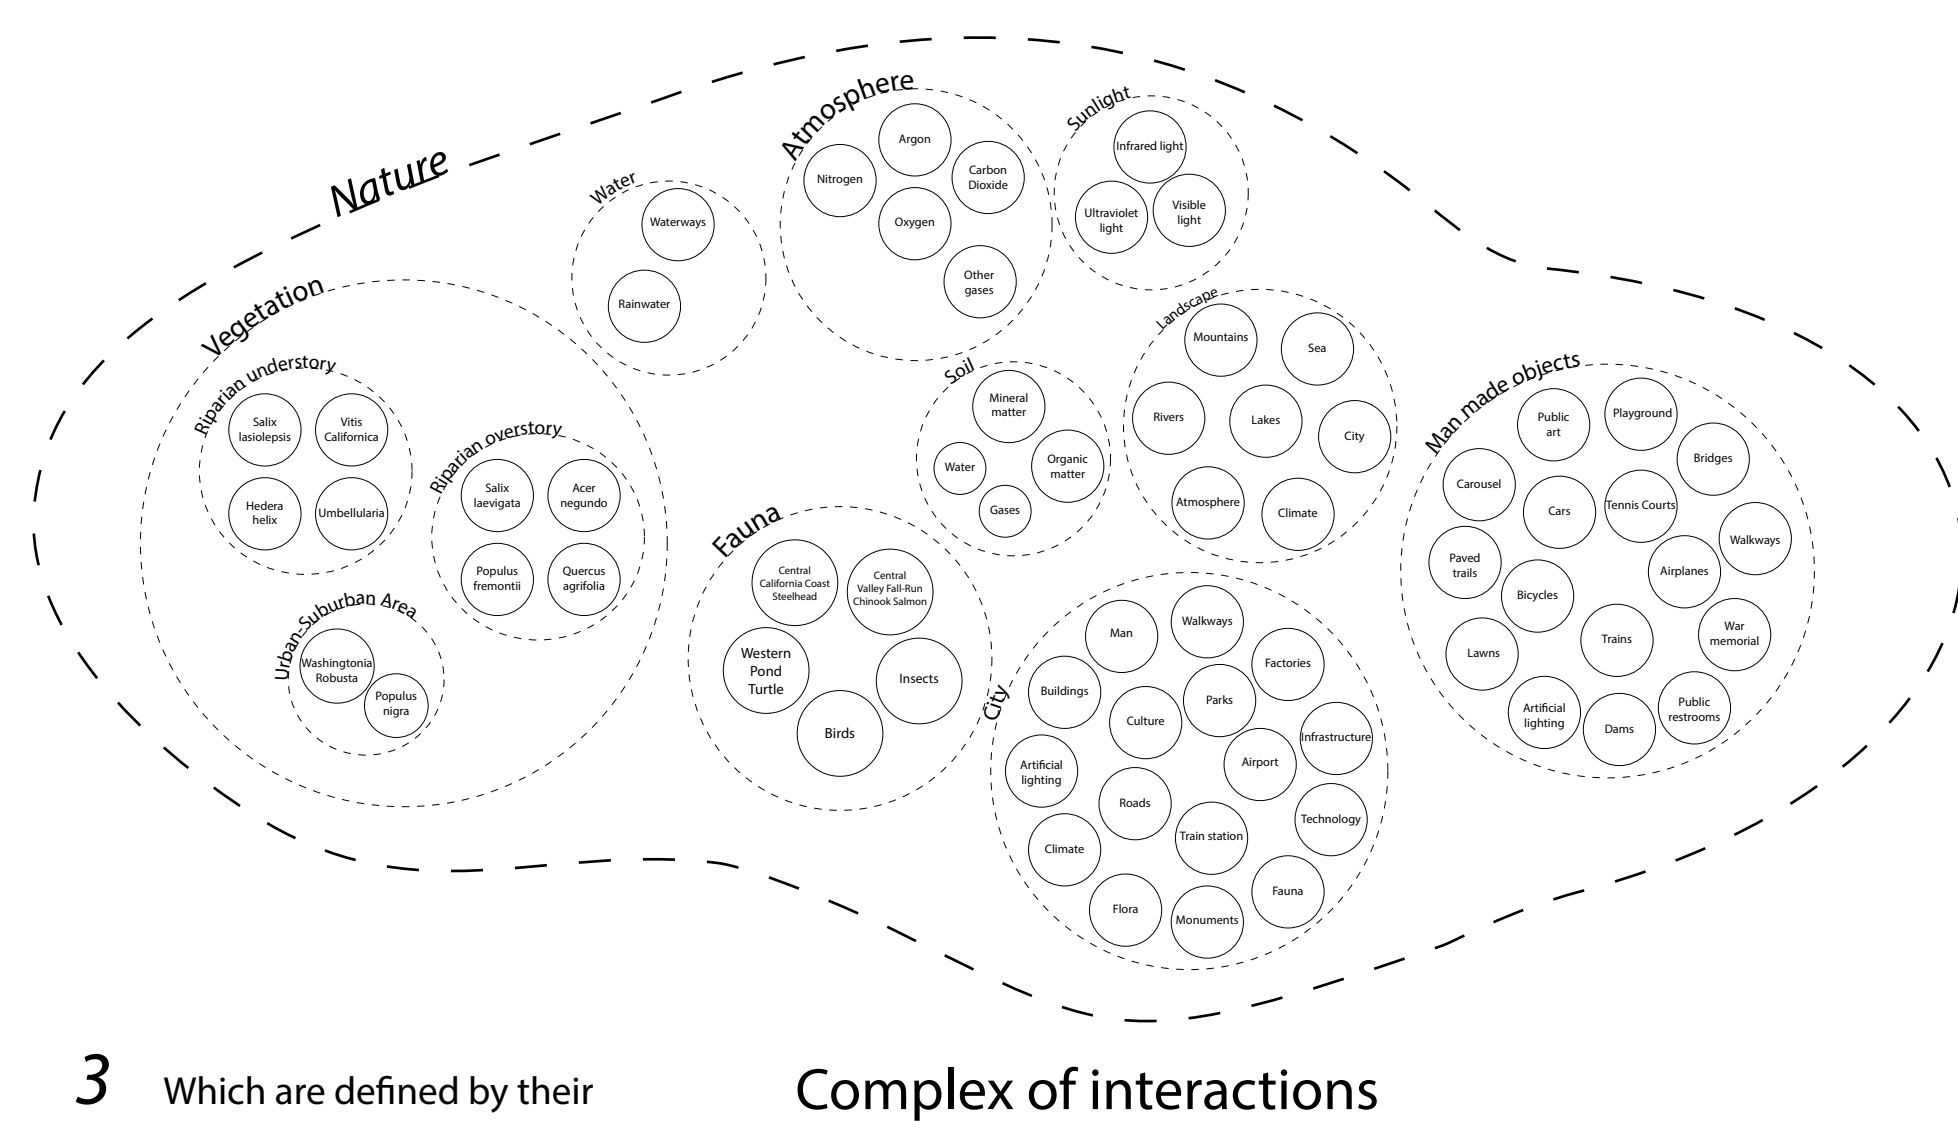 Nature
Atmosphere
Argon
Nitrogen
Carbon
Dioxide
Oxygen
Other
gases
Sunlight
Infrared light
Ultraviolet
light
Visible
light
Water
Waterways
Rainwater
Vegetation
Riparian understory
Salix
lasiolepsis
Vitis
Californica
Hedera
helix
Umbellularia
Riparian overstory
Salix
laevigata
Acer
negundo
Populus
fremontii
Quercus
agrifolia
Urban-Suburban Area
Washingtonia
Robusta
Populus
nigra
Soil
Mineral
matter
Water
Organic
matter
Gases
Landscape
Mountains
Sea
Rivers
Lakes
City
Atmosphere
Climate
Fauna
Central
California Coast
Steelhead
Central
Valley Fall-Run
Chinook Salmon
Western
Pond
Turtle
Insects
Birds
City
Man
Walkways
Factories
Buildings
Parks
Culture
Infrastructure
Artificial
lighting
Airport
Roads
Technology
Train station
Climate
Fauna
Flora
Monuments
Man made objects
Public
art
Playground
Bridges
Carousel
Cars
Tennis Courts
Walkways
Paved
trails
Airplanes
Bicycles
War
memorial
Trains
Lawns
Artificial
lighting
Dams
Public
restrooms
3 Which are defined by their Complex of interactions